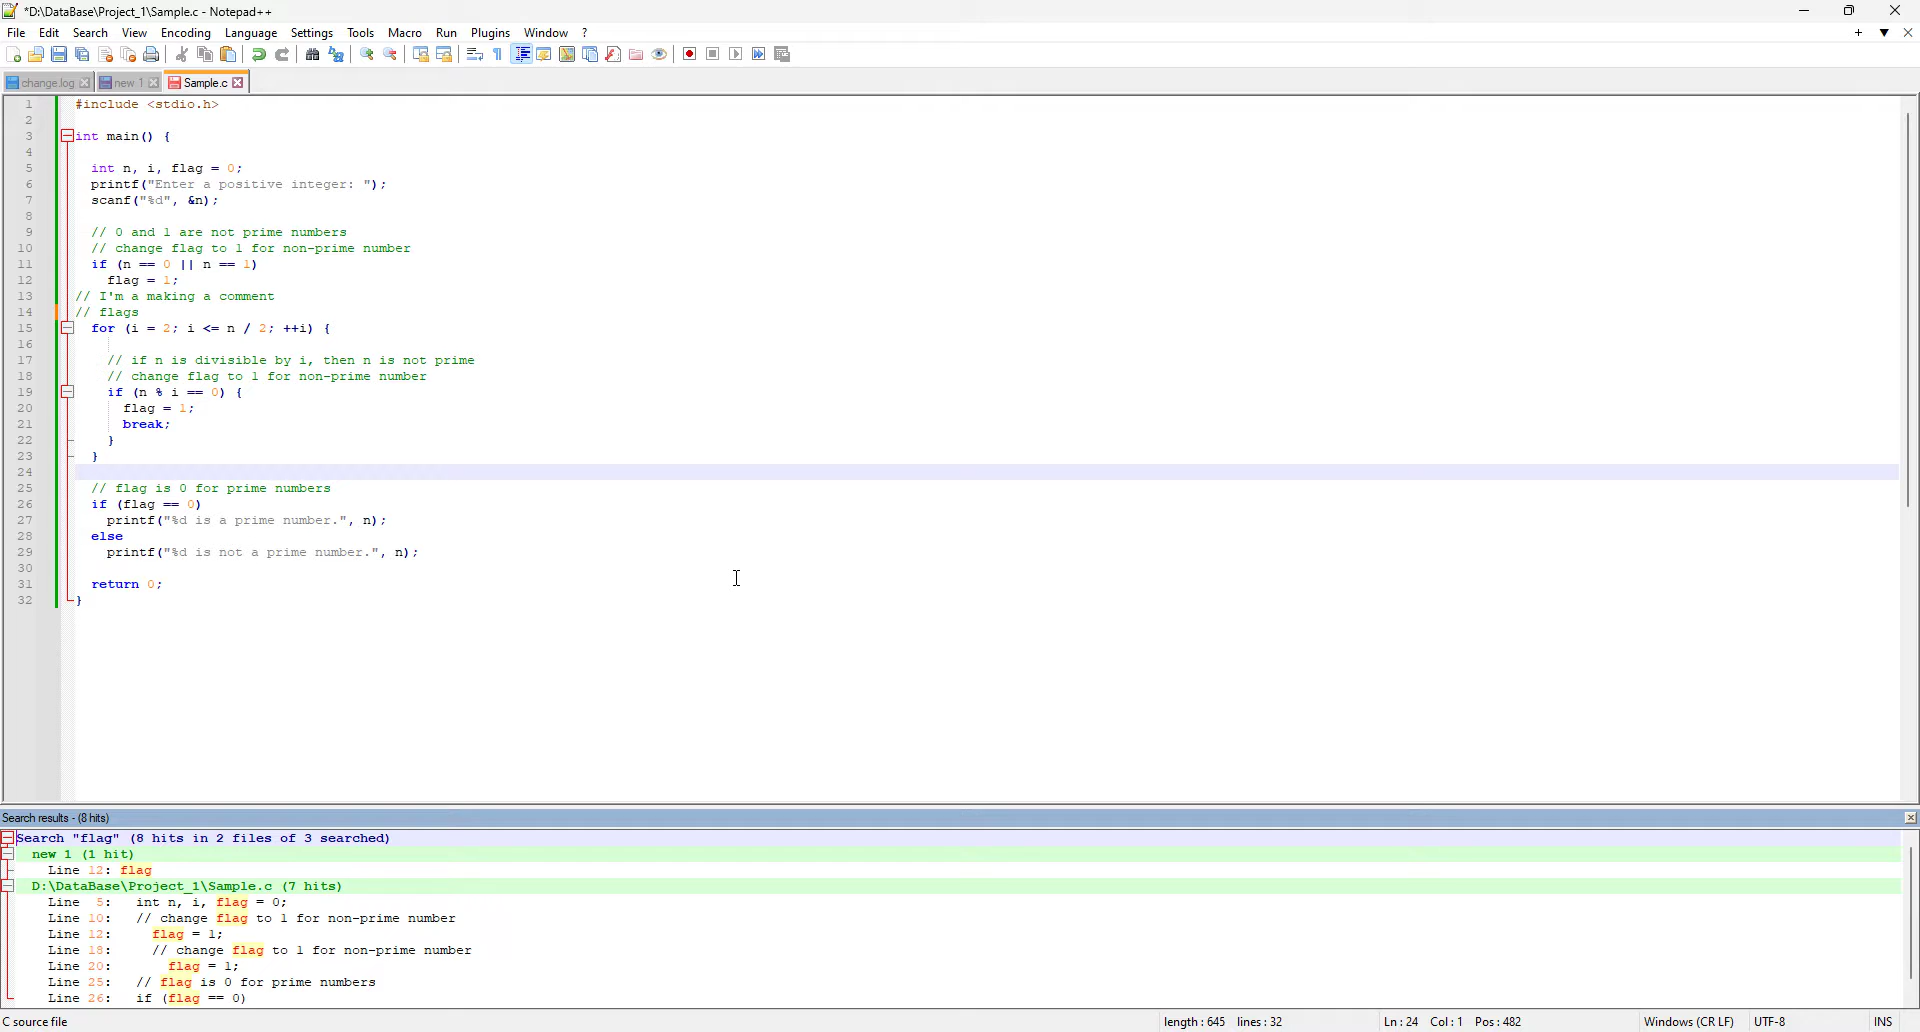 *D:\DataBase\Project_1\Sample.c - Notepad++
File Edit Search View Encoding Language Settings Tools Macro Run Plugins Window ?
change.log new 1 Sample.c
1 #include <stdio.h>
2
3 int main() {
4
5 int n, i, flag = 0;
6 printf("Enter a positive integer: ");
7 scanf("%d", &n);
8
9 // 0 and 1 are not prime numbers
10 // change flag to 1 for non-prime number
11 if (n == 0 || n == 1)
12 flag = 1;
13 // I'm a making a comment
14 // flags
15 for (i = 2; i <= n / 2; ++i) {
16
17 // if n is divisible by i, then n is not prime
18 // change flag to 1 for non-prime number
19 if (n % i == 0) {
20 flag = 1;
21 break;
22 }
23 }
24
25 // flag is 0 for prime numbers
26 if (flag == 0)
27 printf("%d is a prime number.", n);
28 else
29 printf("%d is not a prime number.", n);
30
31 return 0;
32 }
Search results - (8 hits)
Search "flag" (8 hits in 2 files of 3 searched)
new 1 (1 hit)
Line 12: flag
D:\DataBase\Project_1\Sample.c (7 hits)
Line 5: int n, i, flag = 0;
Line 10: // change flag to 1 for non-prime number
Line 12: flag = 1;
Line 18: // change flag to 1 for non-prime number
Line 20: flag = 1;
Line 25: // flag is 0 for prime numbers
Line 26: if (flag == 0)
C source file length : 645 lines : 32 Ln : 24 Col : 1 Pos : 482 Windows (CR LF) UTF-8 INS